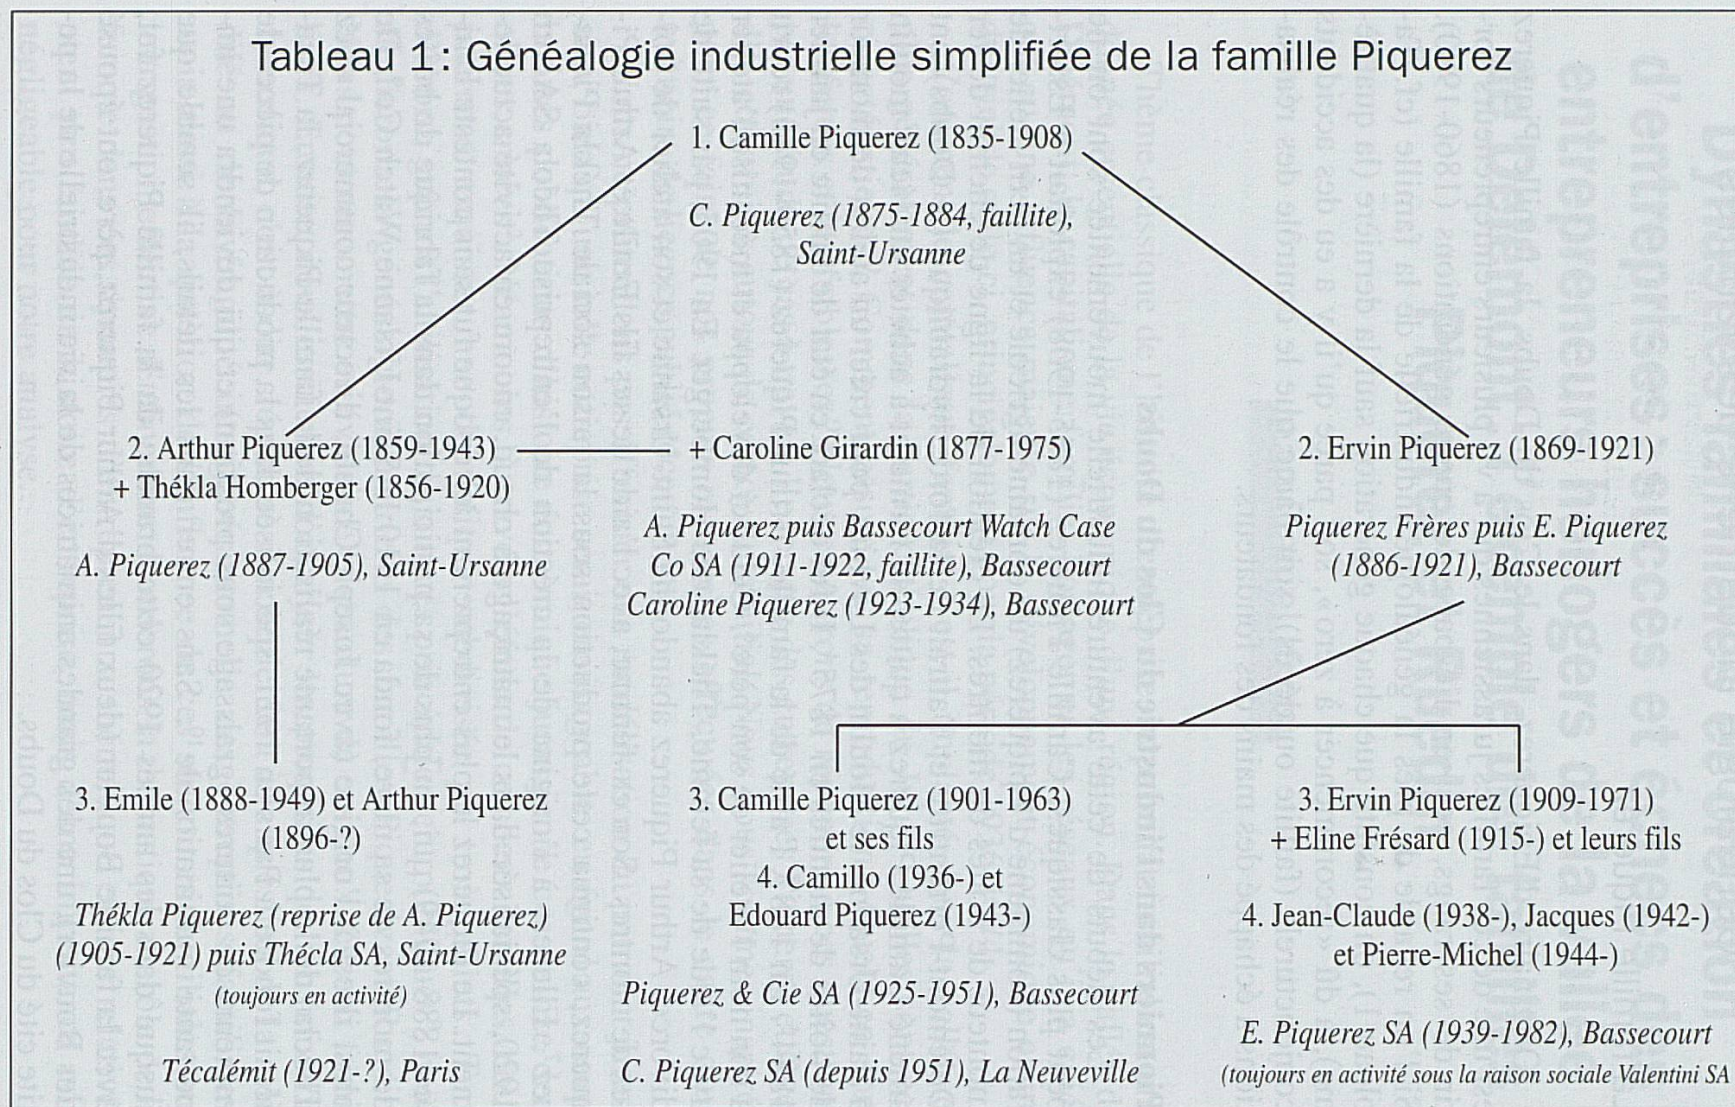 Tableau 1: Généalogie industrielle simplifiée de la famille Piquerez
1. Camille Piquerez (1835-1908)
C. Piquerez (1875-1884, faillite),
Saint-Ursanne
2. Arthur Piquerez (1859-1943)
+ Thékla Homberger (1856-1920)
A. Piquerez (1887-1905), Saint-Ursanne
+ Caroline Girardin (1877-1975)
A. Piquerez puis Bassecourt Watch Case
Co SA (1911-1922, faillite), Bassecourt
Caroline Piquerez (1923-1934), Bassecourt
2. Ervin Piquerez (1869-1921)
Piquerez Frères puis E. Piquerez
(1886-1921), Bassecourt
3. Emile (1888-1949) et Arthur Piquerez
(1896-?)
Thékla Piquerez (reprise de A. Piquerez)
(1905-1921) puis Thécla SA, Saint-Ursanne
(toujours en activité)
Técalémit (1921-?), Paris
3. Camille Piquerez (1901-1963)
et ses fils
4. Camillo (1936-) et
Edouard Piquerez (1943-)
Piquerez & Cie SA (1925-1951), Bassecourt
C. Piquerez SA (depuis 1951), La Neuveville
3. Ervin Piquerez (1909-1971)
+ Eline Frésard (1915-) et leurs fils
4. Jean-Claude (1938-), Jacques (1942-)
et Pierre-Michel (1944-)
E. Piquerez SA (1939-1982), Bassecourt
(toujours en activité sous la raison sociale Valentini SA